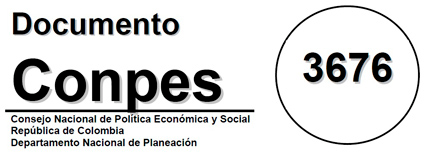 Documento
Conpes
3676
Consejo Nacional de Política Económica y Social
República de Colombia
Departamento Nacional de Planeación